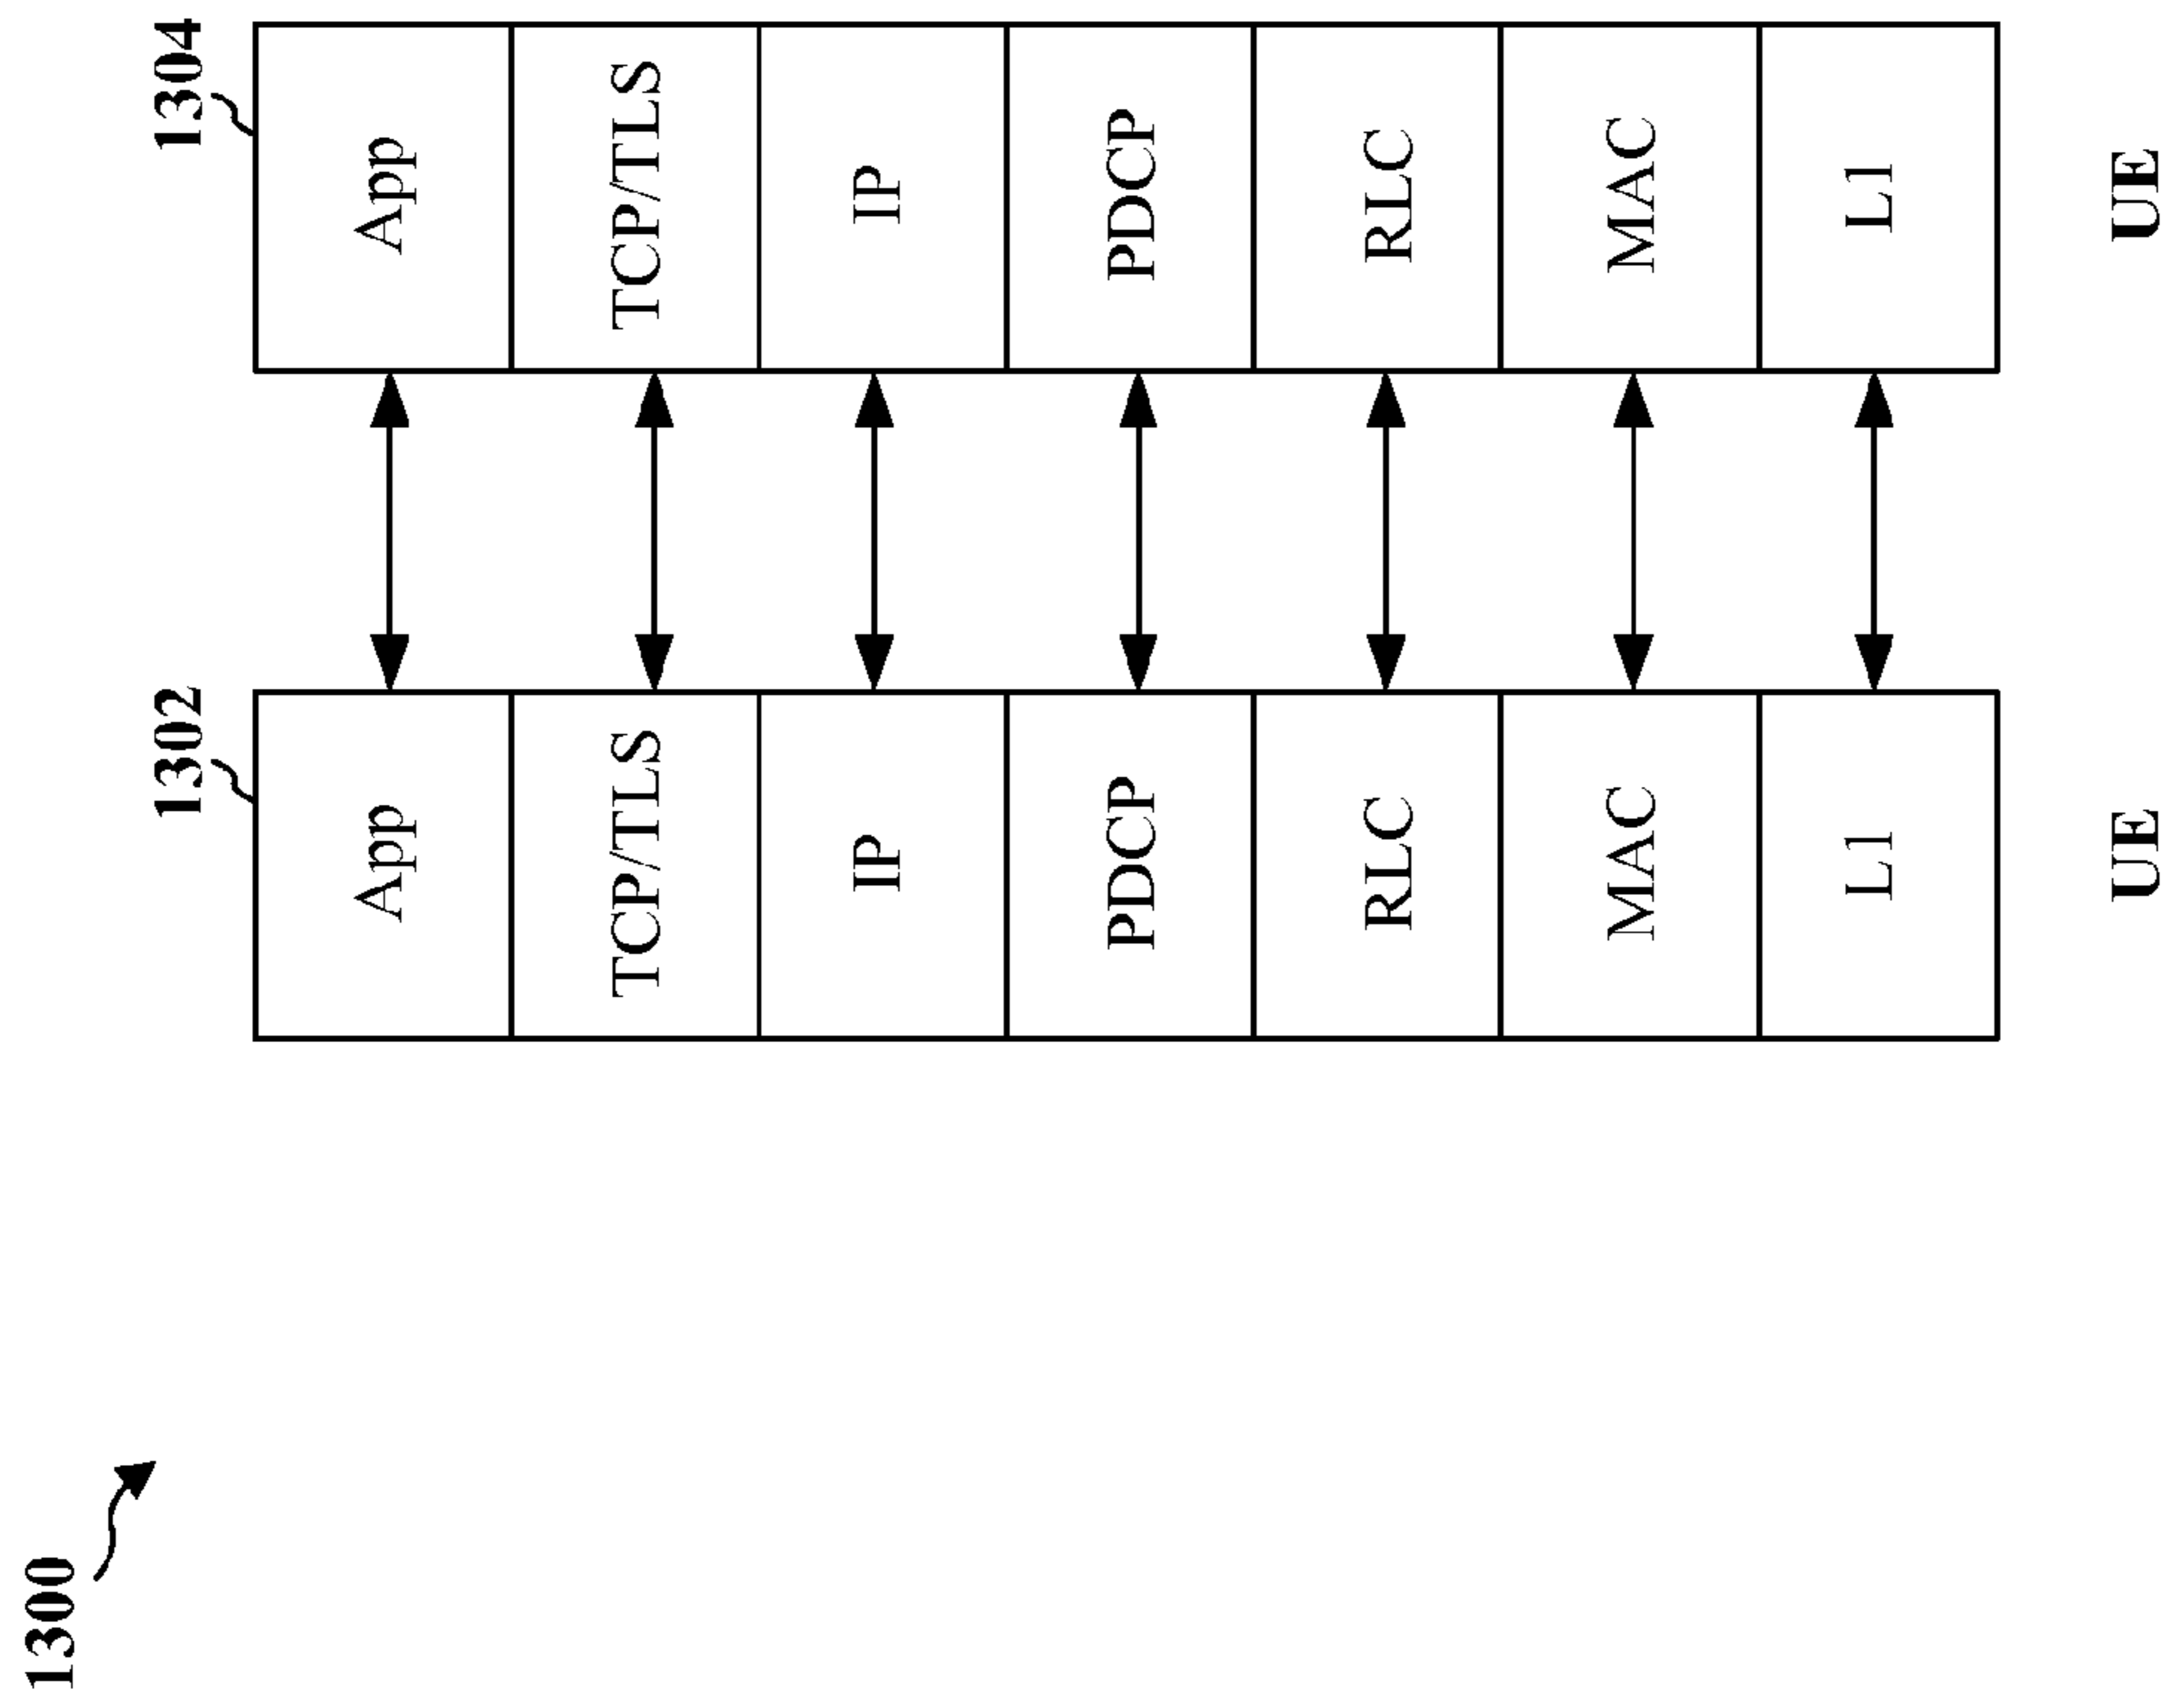 1300
1302
1304
App
App
TCP/TLS
TCP/TLS
IP
IP
PDCP
PDCP
RLC
RLC
MAC
MAC
L1
L1
UE
UE